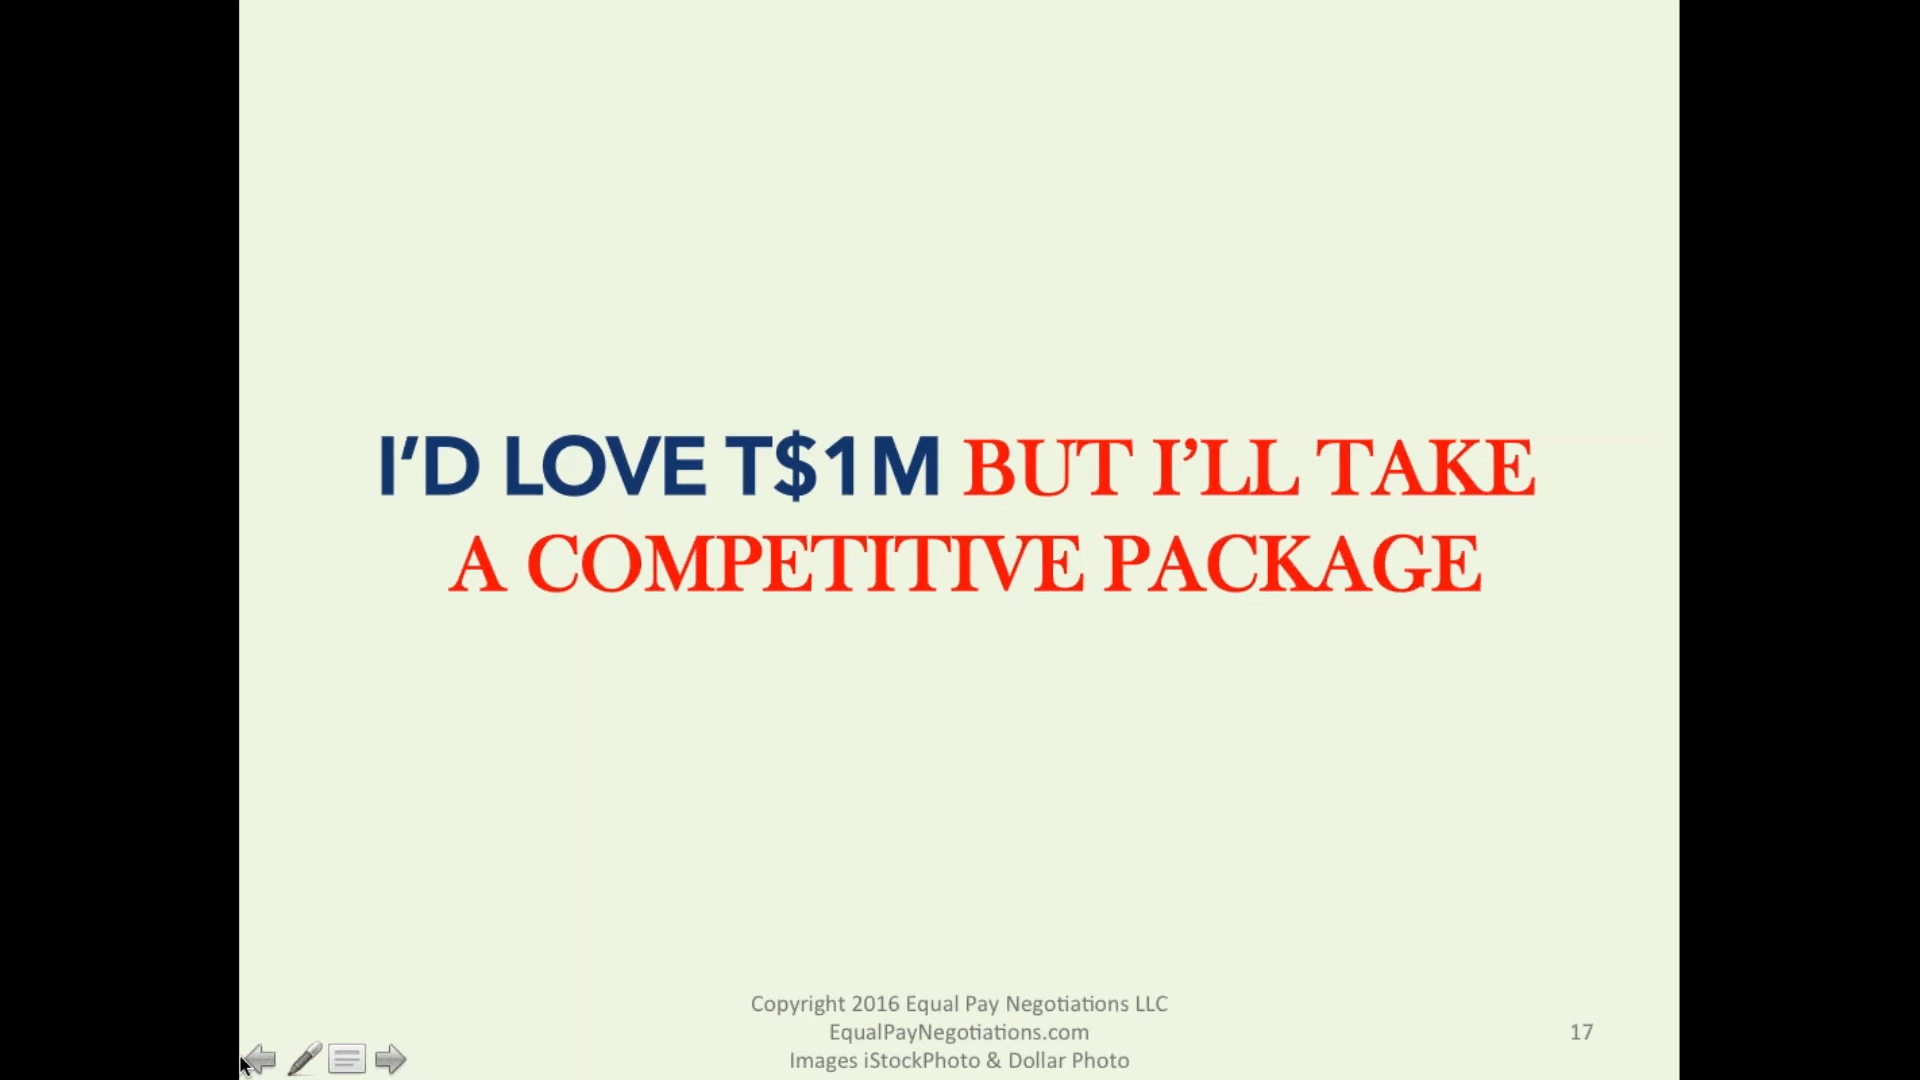 I’D LOVE T$1M BUT I’LL TAKE
A COMPETITIVE PACKAGE
Copyright 2016 Equal Pay Negotiations LLC
EqualPayNegotiations.com
Images iStockPhoto & Dollar Photo
17